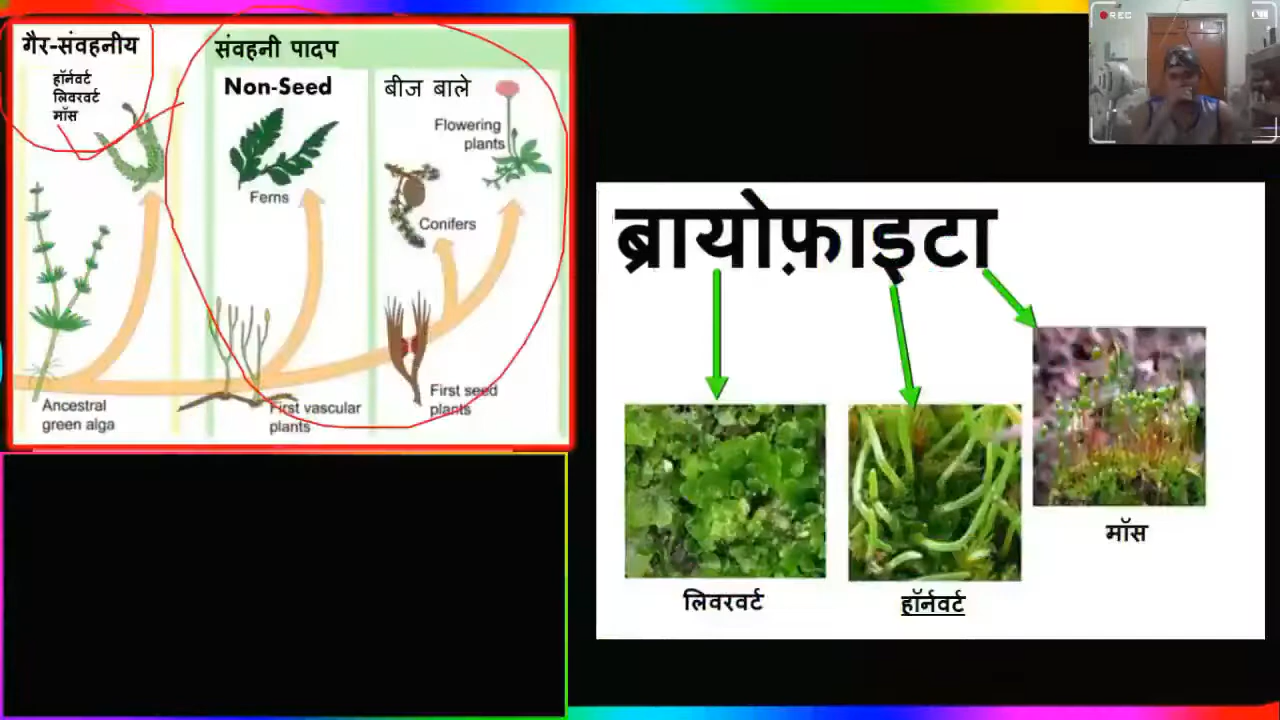 गैर-संवहनीय
हॉर्नवर्ट
लिवरवर्ट
मॉस
संवहनी पादप
Non-Seed
बीज बाले
Flowering
plants
Ferns
Conifers
First seed
plants
First vascular
plants
Ancestral
green alga
REC
ब्रायोफ़ाइटा
लिवरवर्ट
हॉर्नवर्ट
मॉस